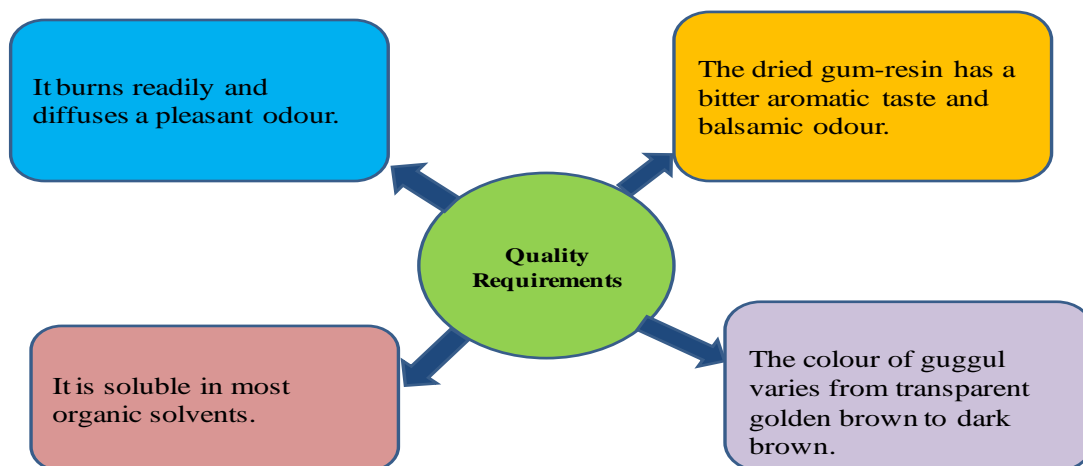 It burns readily and
diffuses a pleasant odour.
The dried gum-resin has a
bitter aromatic taste and
balsamic odour.
Quality
Requirements
It is soluble in most
organic solvents.
The colour of guggul
varies from transparent
golden brown to dark
brown.